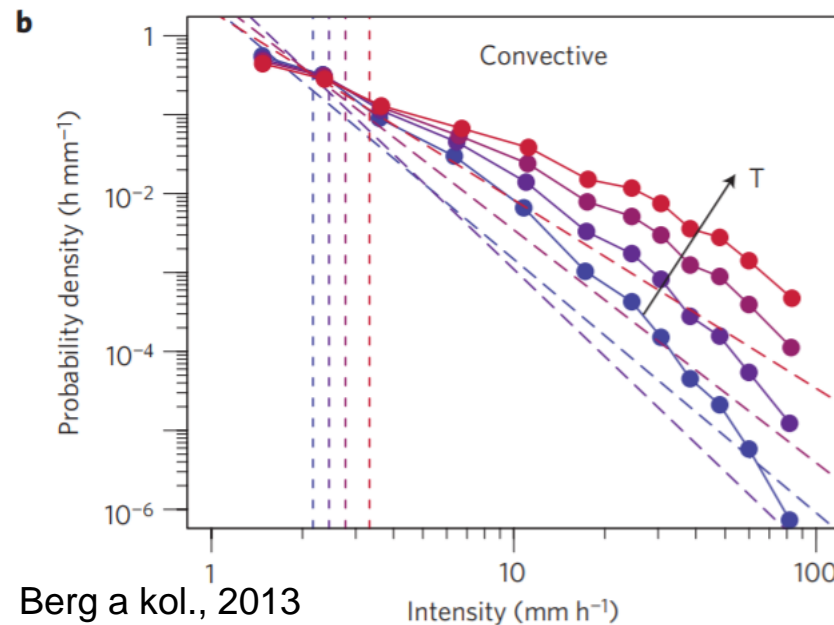 b
Convective
T
Probability density (h mm⁻¹)
1
10⁻²
10⁻⁴
10⁻⁶
1
10
100
Intensity (mm h⁻¹)
Berg a kol., 2013